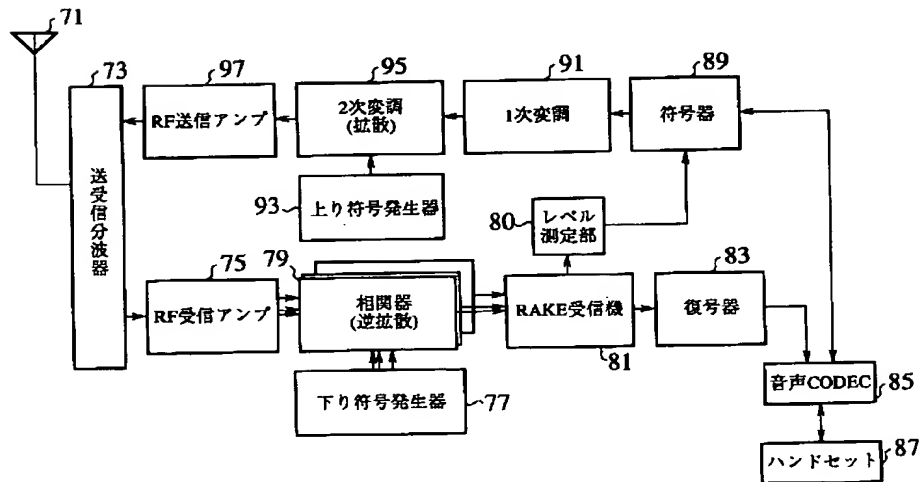 71
73
97
RF送信アンプ
95
2次変調
(拡散)
91
1次変調
89
符号器
送受信分波器
93
上り符号発生器
80
レベル
測定部
75
RF受信アンプ
79
相関器
(逆拡散)
RAKE受信機
81
83
復号器
下り符号発生器
77
音声CODEC
85
ハンドセット
87